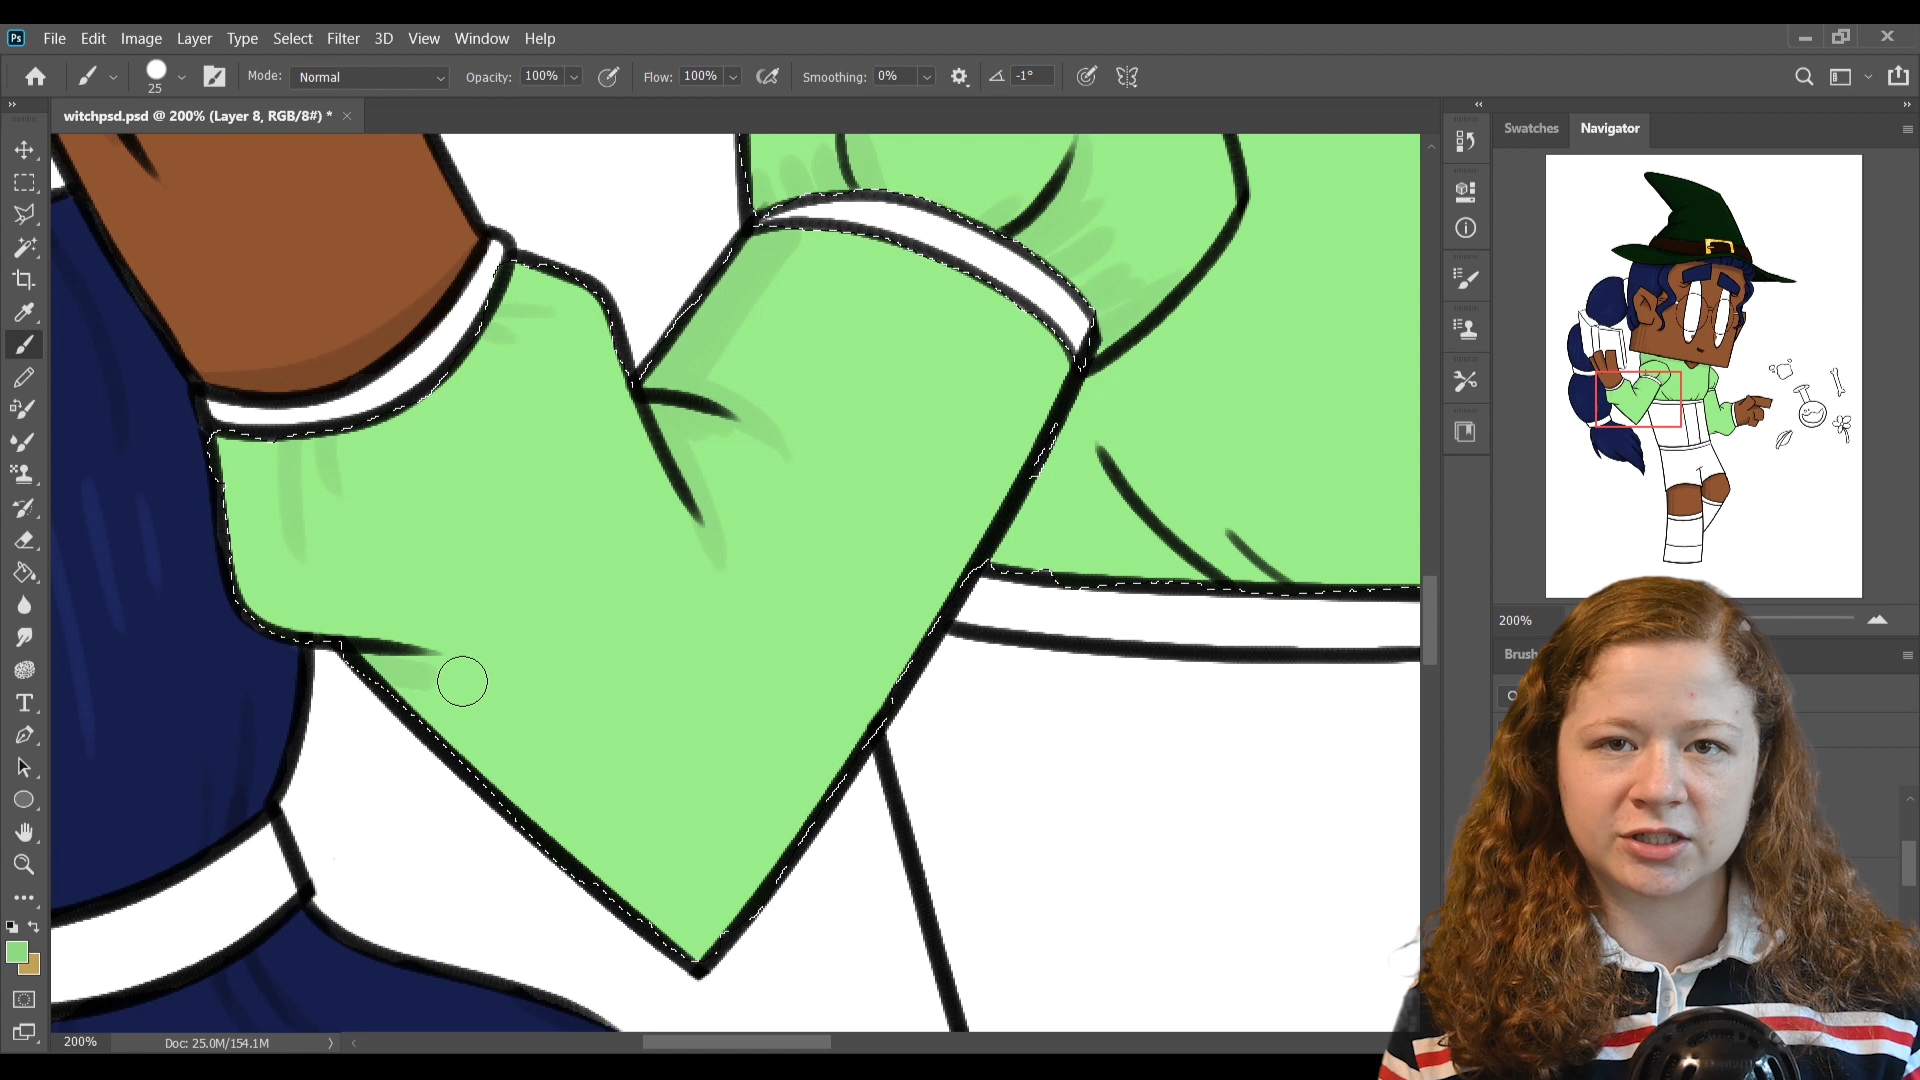 Ps File Edit Image Layer Type Select Filter 3D View Window Help
25 Mode: Normal Opacity: 100% Flow: 100% Smoothing: 0% -1°
witchpsd.psd @ 200% (Layer 8, RGB/8#) *
Swatches Navigator
200%
Brush
200% Doc: 25.0M/154.1M